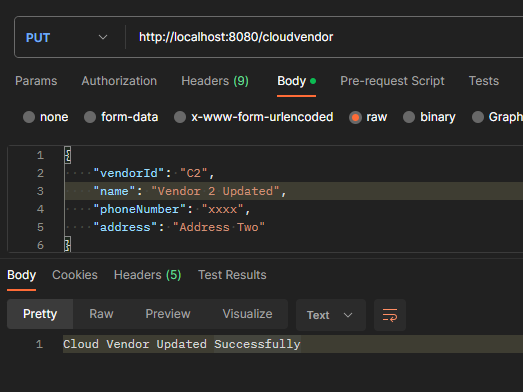 PUT http://localhost:8080/cloudvendor
Params Authorization Headers (9) Body Pre-request Script Tests
none form-data x-www-form-urlencoded raw binary Graph
1 {
2 "vendorId": "C2",
3 "name": "Vendor 2 Updated",
4 "phoneNumber": "xxxx",
5 "address": "Address Two"
6 }
Body Cookies Headers (5) Test Results
Pretty Raw Preview Visualize Text
1 Cloud Vendor Updated Successfully